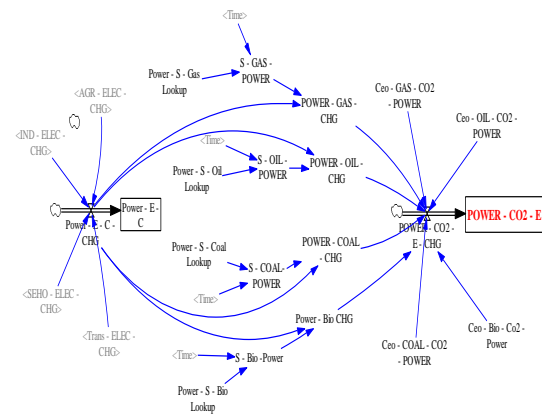 <Time>
S - GAS -
POWER
Power - S - Gas
Lookup
<AGR - ELEC -
CHG>
POWER - GAS -
CHG
Ceo - GAS - CO2
- POWER
Ceo - OIL - CO2 -
POWER
<IND - ELEC -
CHG>
<Time>
S - OIL -
POWER
Power - S - Oil
Lookup
POWER - OIL -
CHG
Power - E -
C
Power - E - C -
CHG
POWER - CO2 - E
POWER - CO2 -
E - CHG
Power - S - Coal
Lookup
POWER - COAL
- CHG
S - COAL-
POWER
<Time>
<SEHO - ELEC -
CHG>
Power - Bio CHG
<Trans - ELEC -
CHG>
Ceo - COAL - CO2
- POWER
Ceo - Bio - Co2 -
Power
<Time>
S - Bio -Power
Power - S - Bio
Lookup